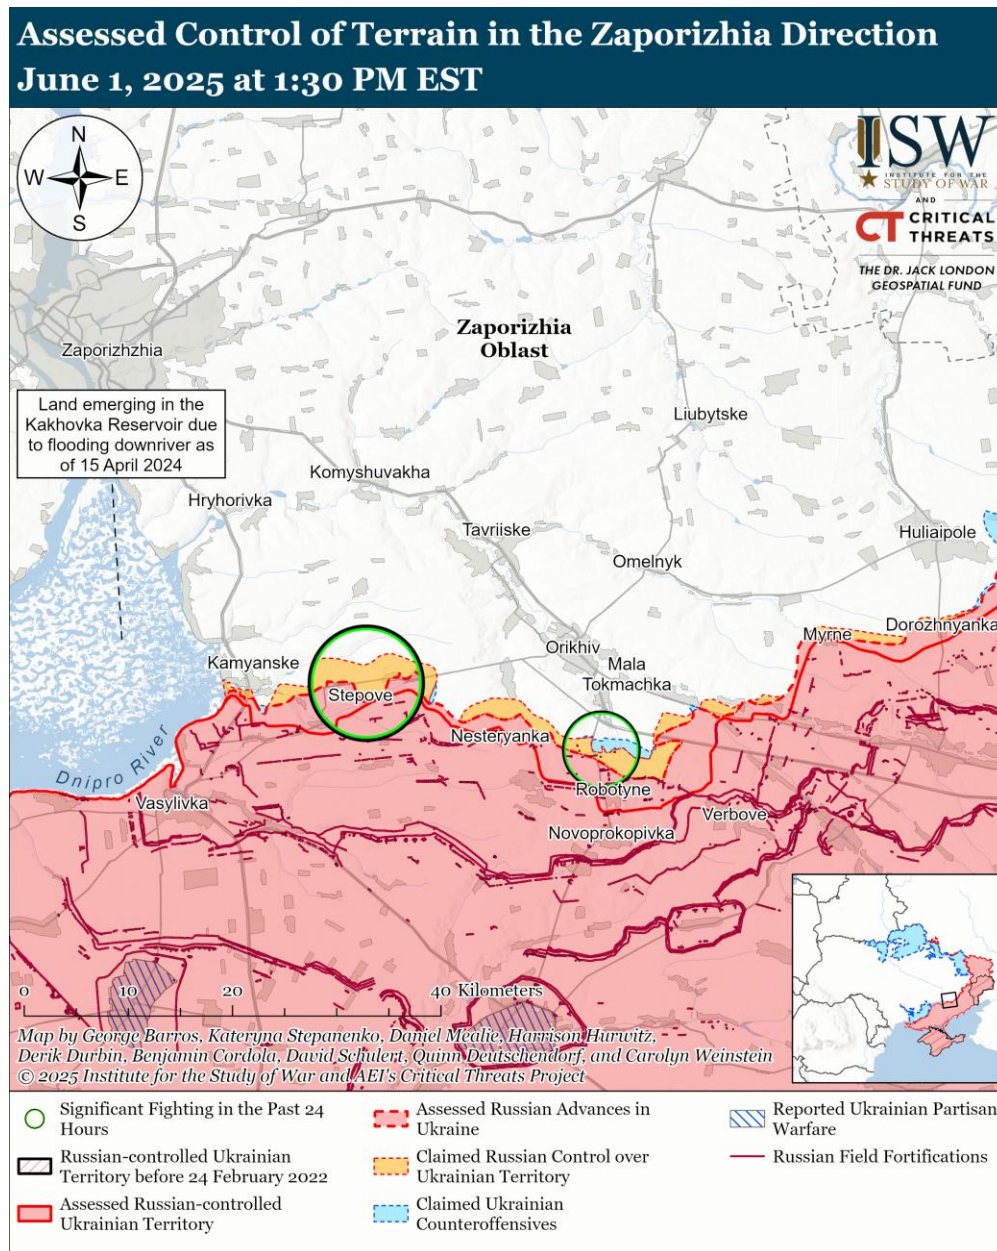 Assessed Control of Terrain in the Zaporizhia Direction
June 1, 2025 at 1:30 PM EST
N
W
E
S
ISW
INSTITUTE FOR THE
STUDY OF WAR
AND
CT CRITICAL
THREATS
THE DR. JACK LONDON
GEOSPATIAL FUND
Zaporizhia
Oblast
Zaporizhzhia
Land emerging in the
Kakhovka Reservoir due
to flooding downriver as
of 15 April 2024
Liubytske
Komyshuvakha
Hryhorivka
Tavriiske
Huliaipole
Omelnyk
Dorozhnyanka
Myrne
Orikhiv
Kamyanske
Mala
Tokmachka
Stepove
Nesteryanka
Dnipro River
Robotyne
Vasylivka
Verbove
Novoprokopivka
0
10
20
40 Kilometers
Map by George Barros, Kateryna Stepanenko, Daniel Mealie, Harrison Hurwitz,
Derik Durbin, Benjamin Cordola, David Schulert, Quinn Deutschendorf, and Carolyn Weinstein
© 2025 Institute for the Study of War and AEI's Critical Threats Project
Significant Fighting in the Past 24
Hours
Russian-controlled Ukrainian
Territory before 24 February 2022
Assessed Russian-controlled
Ukrainian Territory
Assessed Russian Advances in
Ukraine
Claimed Russian Control over
Ukrainian Territory
Claimed Ukrainian
Counteroffensives
Reported Ukrainian Partisan
Warfare
Russian Field Fortifications